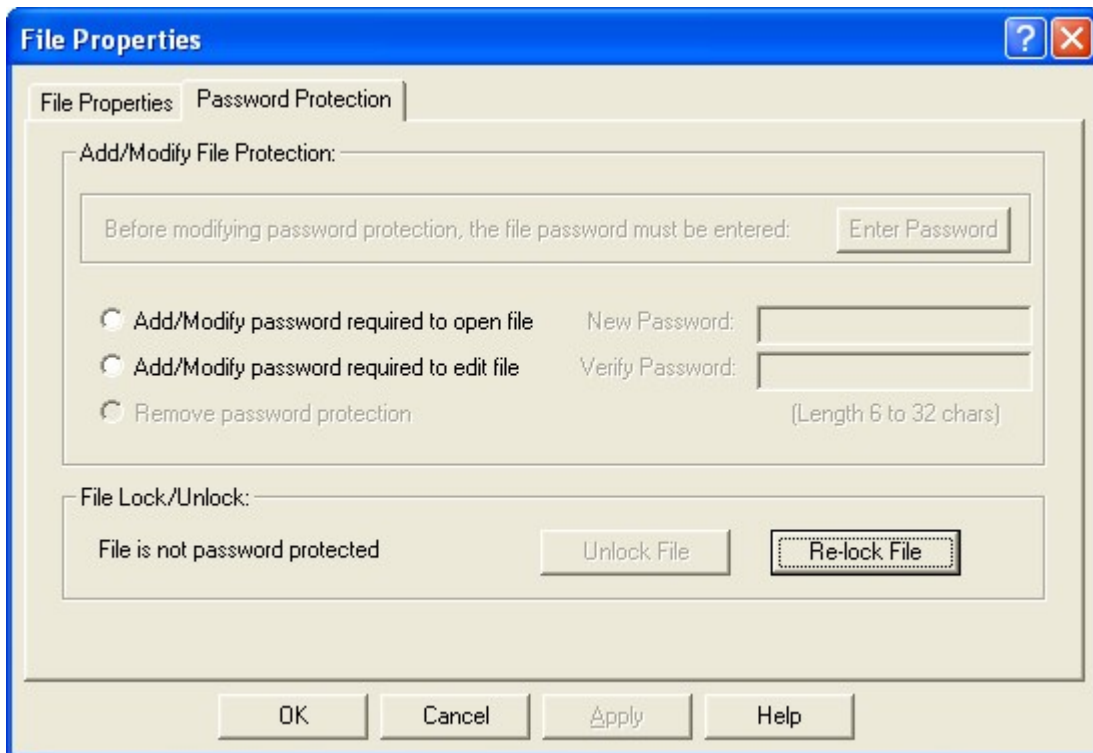 File Properties
File Properties Password Protection
Add/Modify File Protection:
Before modifying password protection, the file password must be entered: Enter Password
Add/Modify password required to open file New Password:
Add/Modify password required to edit file Verify Password:
Remove password protection (Length 6 to 32 chars)
File Lock/Unlock:
File is not password protected Unlock File Re-lock File
OK Cancel Apply Help